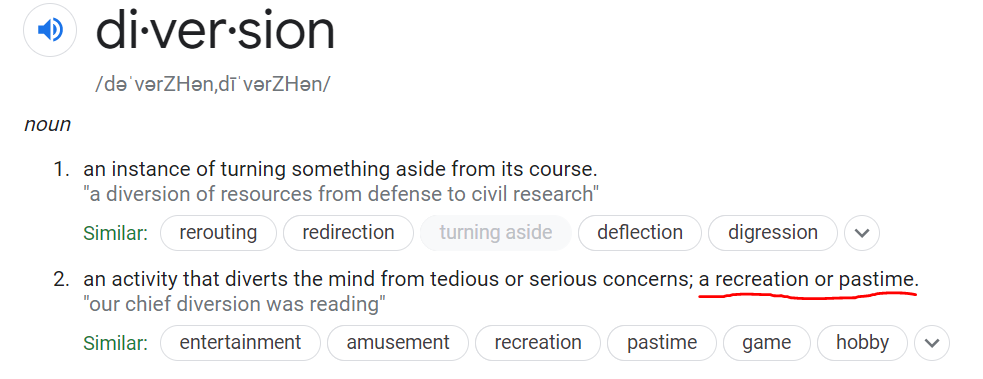 di·ver·sion
/dəˈvərZHən,dīˈvərZHən/
noun
1. an instance of turning something aside from its course.
"a diversion of resources from defense to civil research"
Similar: rerouting redirection turning aside deflection digression
2. an activity that diverts the mind from tedious or serious concerns; a recreation or pastime.
"our chief diversion was reading"
Similar: entertainment amusement recreation pastime game hobby